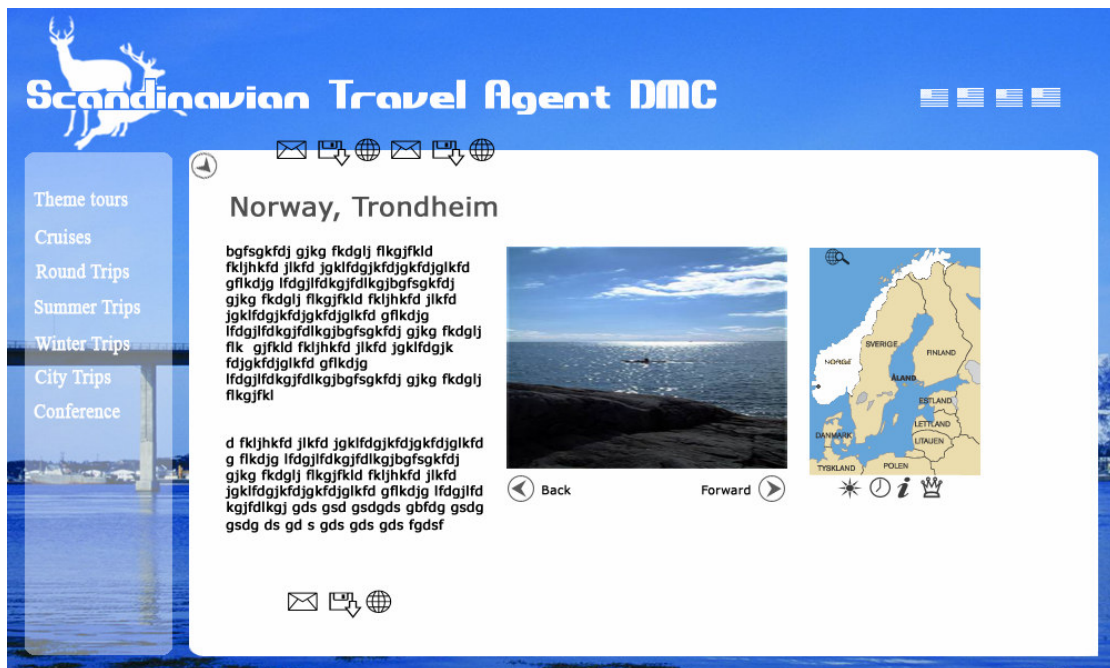 Scandinavian Travel Agent DMC
Theme tours
Cruises
Round Trips
Summer Trips
Winter Trips
City Trips
Conference
Norway, Trondheim
bgfsgkfdj gjkg fkdglj flkgjfkld
fkljhkfd jlkfd jgklfdgjkfdjgkfdjglkfd
gflkdjg lfdgjlfdkgjfdlkgjbgfsgkfdj
gjkg fkdglj flkgjfkld fkljhkfd jlkfd
jgklfdgjkfdjgkfdjglkfd gflkdjg
lfdgjlfdkgjfdlkgjbgfsgkfdj gjkg fkdglj
flk gjfkld fkljhkfd jlkfd jgklfdgjk
fdjgkfdjglkfd gflkdjg
lfdgjlfdkgjfdlkgjbgfsgkfdj gjkg fkdglj
flkgjfkl
d fkljhkfd jlkfd jgklfdgjkfdjgkfdjglkfd
g flkdjg lfdgjlfdkgjfdlkgjbgfsgkfdj
gjkg fkdglj flkgjfkld fkljhkfd jlkfd
jgklfdgjkfdjgkfdjglkfd gflkdjg lfdgjlfd
kgjfdlkgj gds gsd gsdgds gbfdg gsdg
gsdg ds gd s gds gds gds fgdsf
Back
Forward
NORGE
SVERIGE
FINLAND
ÅLAND
ESTLAND
LETTLAND
DANMARK
LITAUEN
TYSKLAND
POLEN